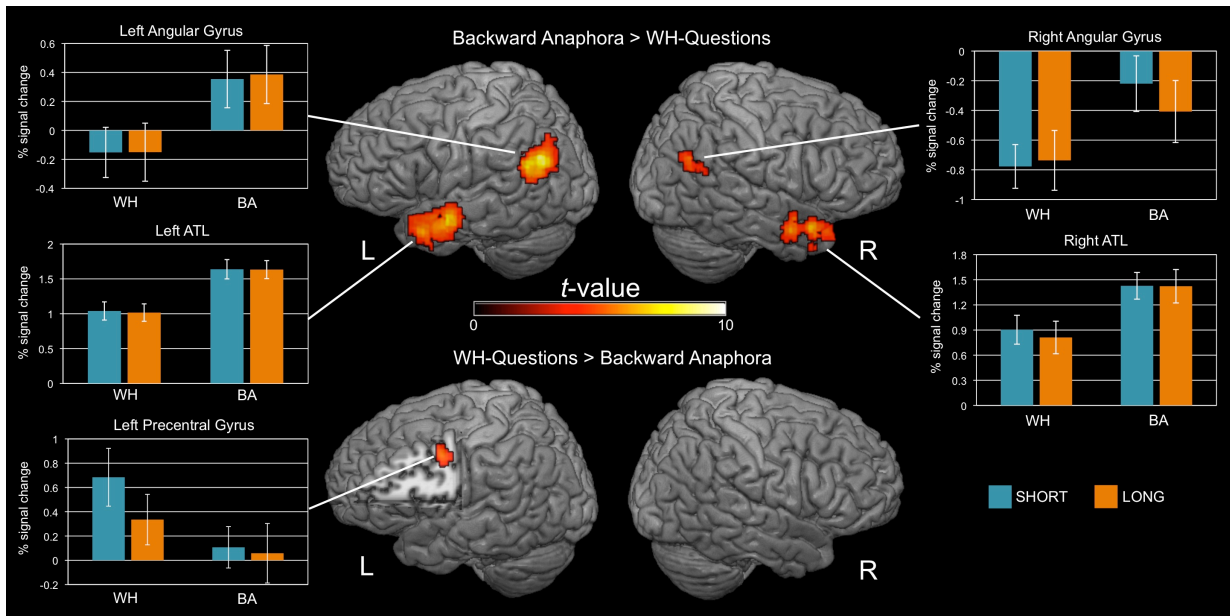 Left Angular Gyrus
% signal change
0.6
0.4
0.2
0
-0.2
-0.4
WH
BA
Left ATL
% signal change
2
1.5
1
0.5
0
WH
BA
Left Precentral Gyrus
% signal change
1
0.8
0.6
0.4
0.2
0
-0.2
WH
BA
Backward Anaphora > WH-Questions
L
R
t-value
0
10
WH-Questions > Backward Anaphora
L
R
Right Angular Gyrus
% signal change
0
-0.2
-0.4
-0.6
-0.8
-1
WH
BA
Right ATL
% signal change
1.8
1.5
1.2
0.9
0.6
0.3
0
WH
BA
SHORT
LONG